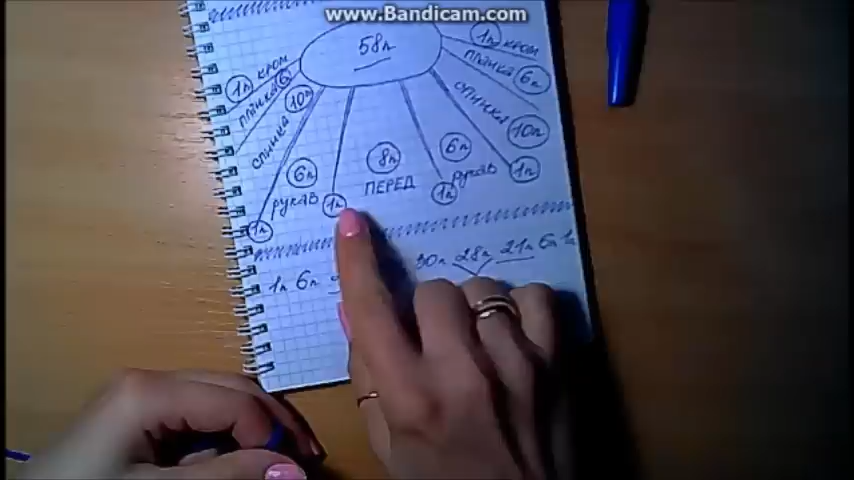 www.Bandicam.com
58п
1п кром
планка 6
спинка 10п
рукав 6п
1п
1п
8п
ПЕРЕД
1п
6п
рукав
1п
спинка 10п
планка 6п
1п кром
1п 6п
30п 28п 21п 6п 1п